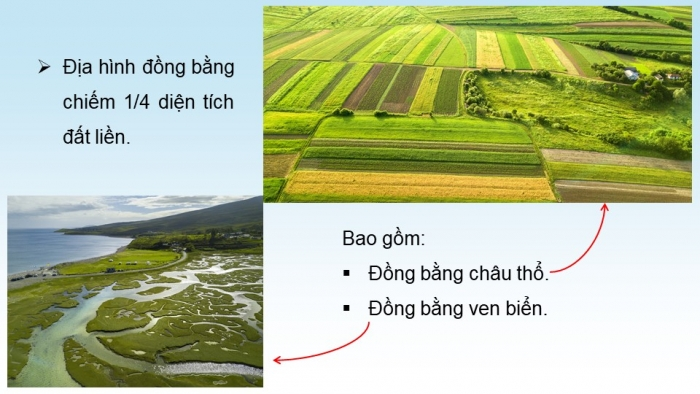 Địa hình đồng bằng
chiếm 1/4 diện tích
đất liền.
Bao gồm:
Đồng bằng châu thổ.
Đồng bằng ven biển.